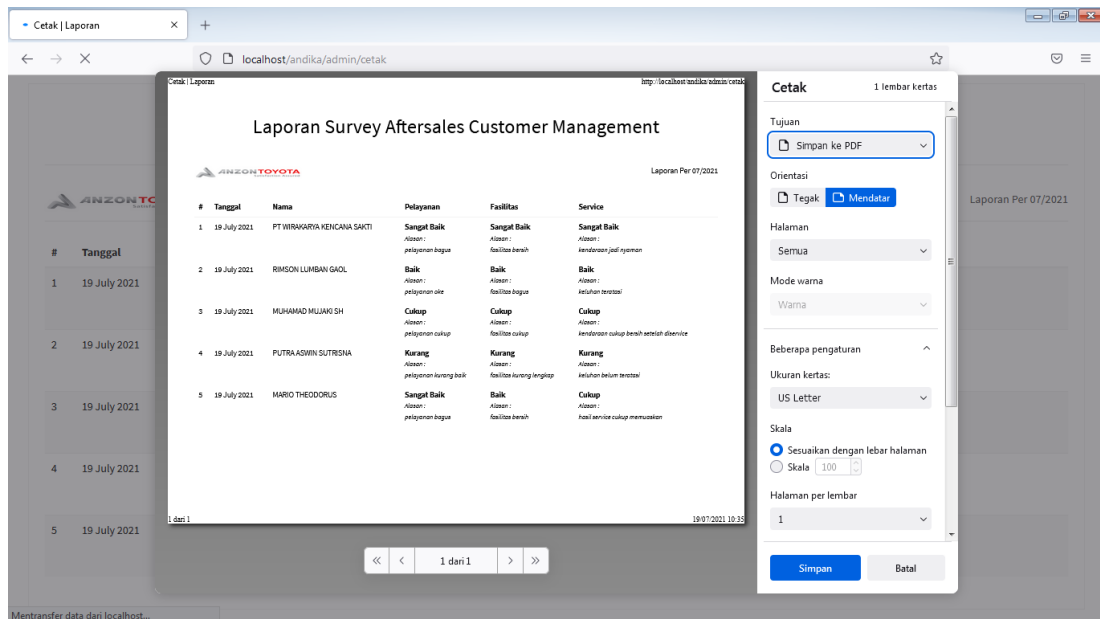 Cetak | Laporan
localhost/andika/admin/cetak
Cetak | Laporan http://localhost/andika/admin/cetak
Laporan Survey Aftersales Customer Management
ANZON TOYOTA Laporan Per 07/2021
# Tanggal Nama Pelayanan Fasilitas Service
1 19 July 2021 PT WIRAKARYA KENCANA SAKTI Sangat Baik Sangat Baik Sangat Baik
Alasan : Alasan : Alasan :
pelayanan bagus fasilitas bersih kendaraan jadi nyaman
2 19 July 2021 RIMSON LUMBAN GAOL Baik Baik Baik
Alasan : Alasan : Alasan :
pelayanan oke fasilitas bagus keluhan teratasi
3 19 July 2021 MUHAMAD MUJAKI SH Cukup Cukup Cukup
Alasan : Alasan : Alasan :
pelayanan cukup fasilitas cukup kendaraan cukup bersih setelah diservice
4 19 July 2021 PUTRA ASWIN SUTRISNA Kurang Kurang Kurang
Alasan : Alasan : Alasan :
pelayanan kurang baik fasilitas kurang lengkap keluhan belum teratasi
5 19 July 2021 MARIO THEODORUS Sangat Baik Baik Cukup
Alasan : Alasan : Alasan :
pelayanan bagus fasilitas bersih hasil service cukup memuaskan
1 dari 1 19/07/2021 10:35
1 dari 1
Cetak 1 lembar kertas
Tujuan
Simpan ke PDF
Orientasi
Tegak Mendatar
Halaman
Semua
Mode warna
Warna
Beberapa pengaturan
Ukuran kertas:
US Letter
Skala
Sesuaikan dengan lebar halaman
Skala 100
Halaman per lembar
1
Simpan Batal
ANZON TO
Laporan Per 07/2021
# Tanggal
1 19 July 2021
2 19 July 2021
3 19 July 2021
4 19 July 2021
5 19 July 2021
Mentransfer data dari localhost...